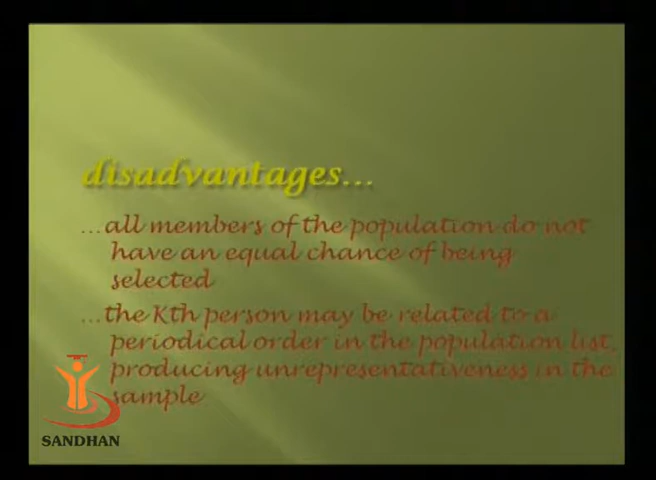 disadvantages...
...all members of the population do not
have an equal chance of being
selected
...the Kth person may be related to a
periodical order in the population list,
producing unrepresentativeness in the
sample
SANDHAN